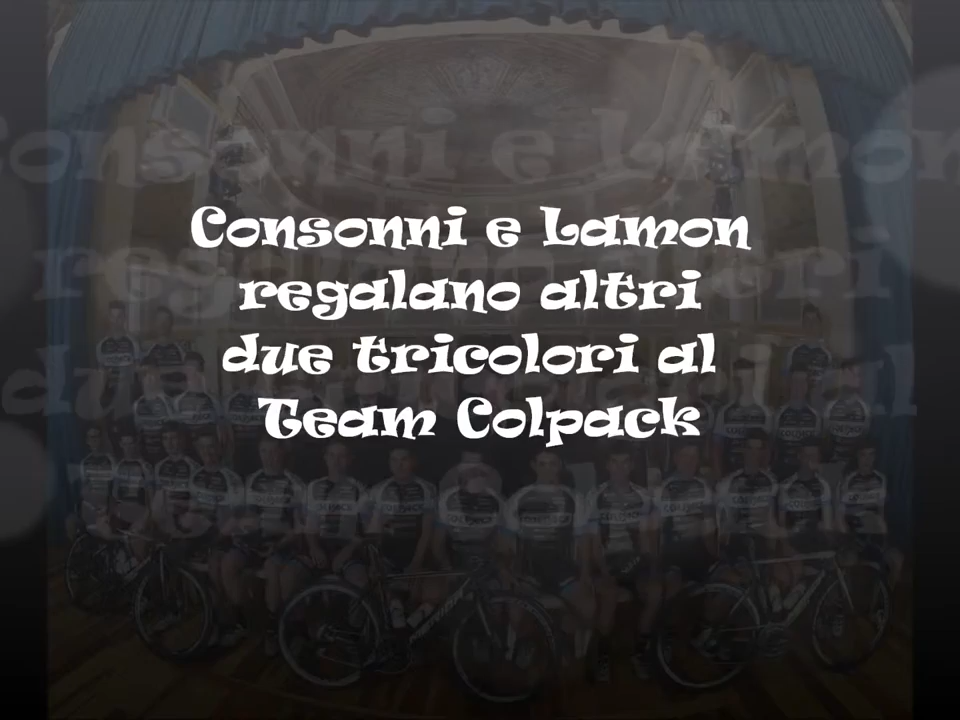 Consonni e Lamon
regalano altri
due tricolori al
Team Colpack